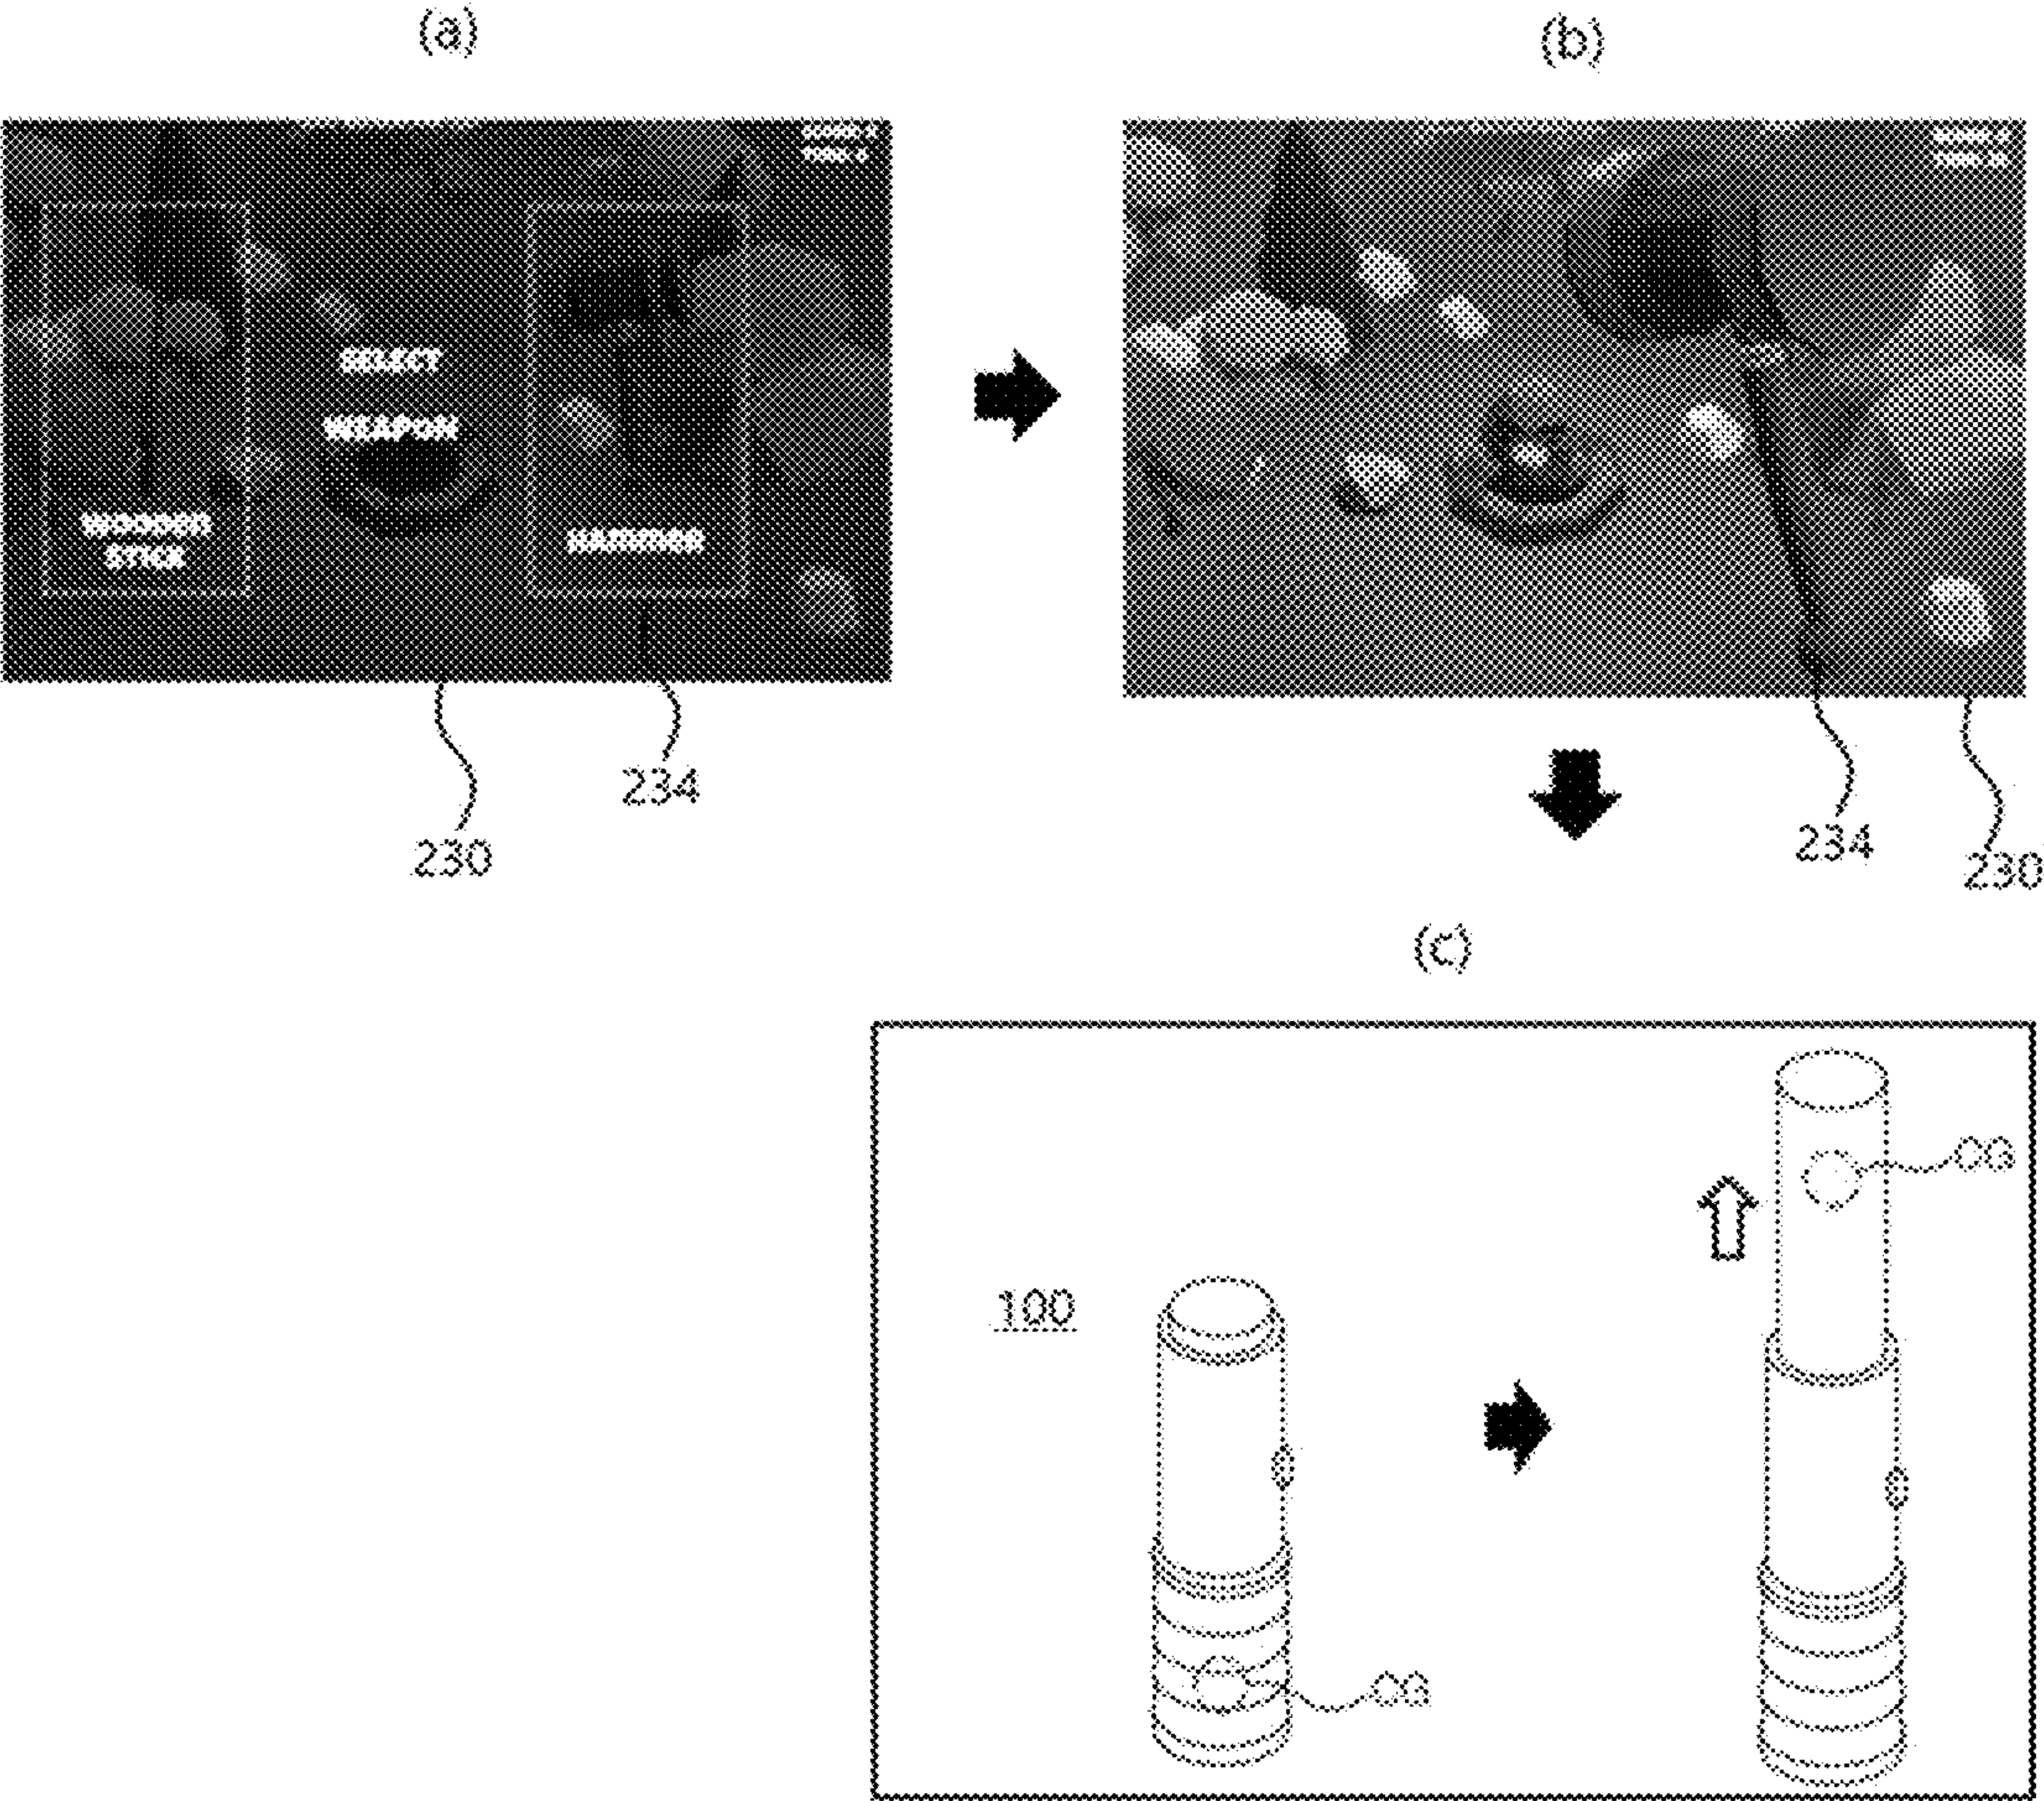 (a)
(b)
SELECT
WEAPON
WOODEN
STICK
HAMMER
234
230
234
230
(c)
100
CG
CG